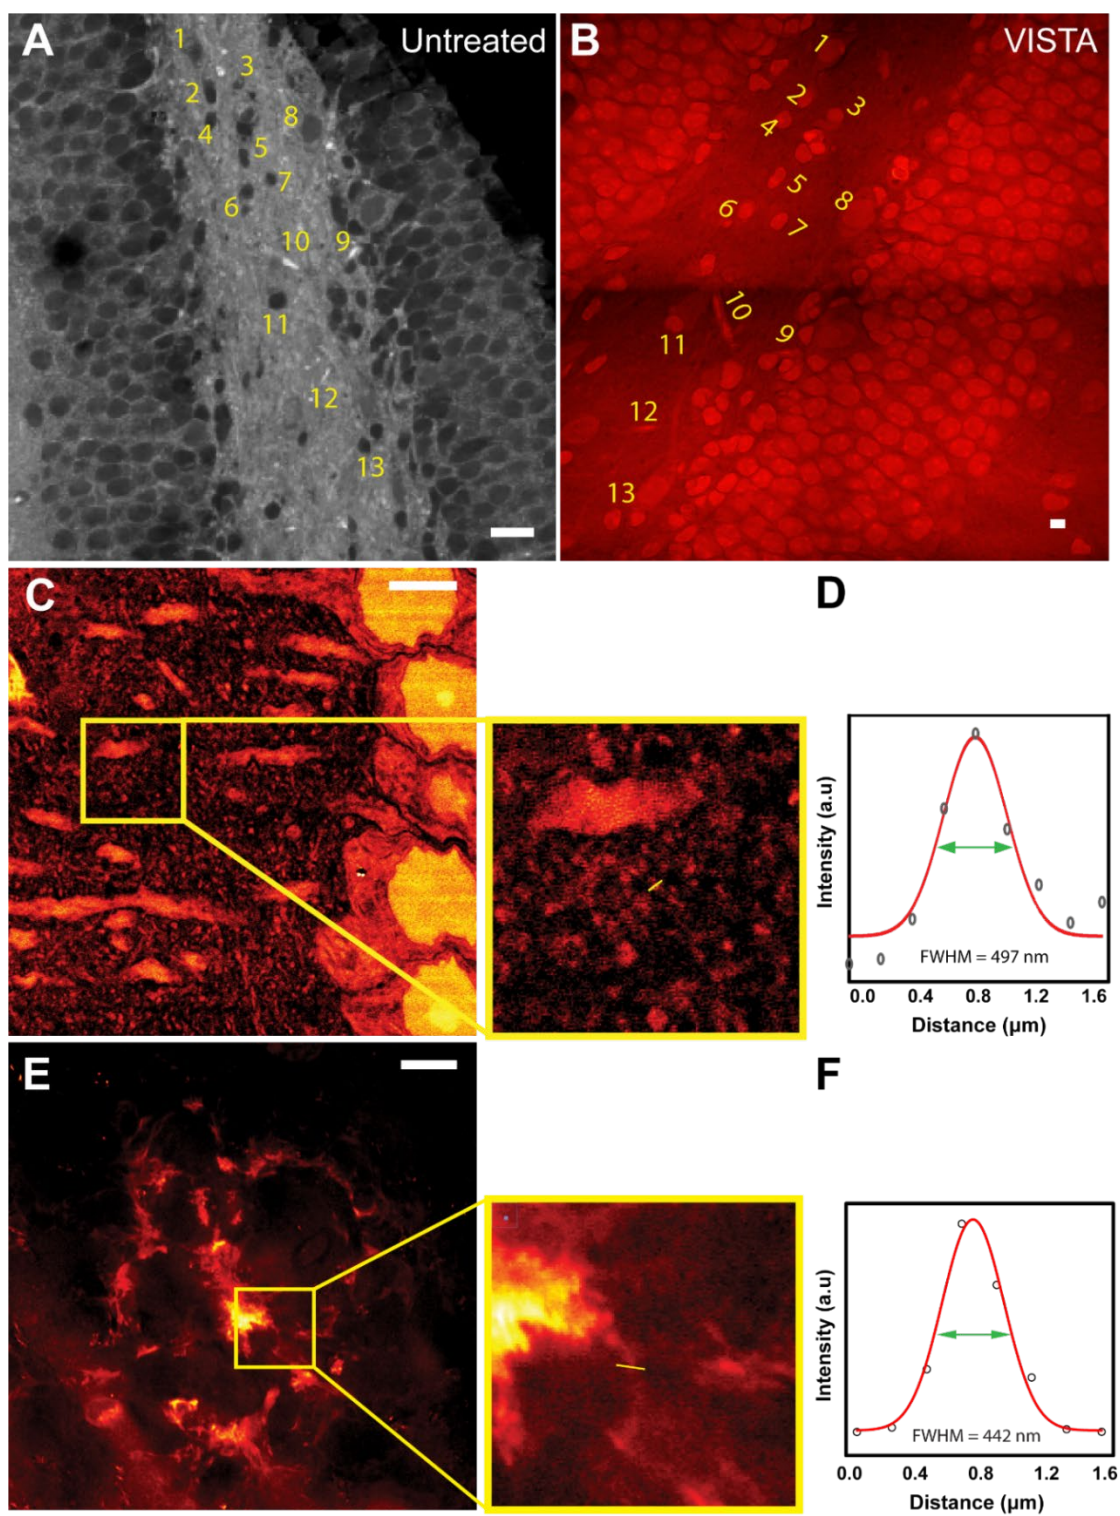 A
Untreated
1
3
2
8
4
5
7
6
10
9
11
12
13
B
VISTA
1
2
3
4
5
8
6
7
10
9
11
12
13
C
D
Intensity (a.u)
FWHM = 497 nm
0.0 0.4 0.8 1.2 1.6
Distance (μm)
E
F
Intensity (a.u)
FWHM = 442 nm
0.0 0.4 0.8 1.2 1.6
Distance (μm)